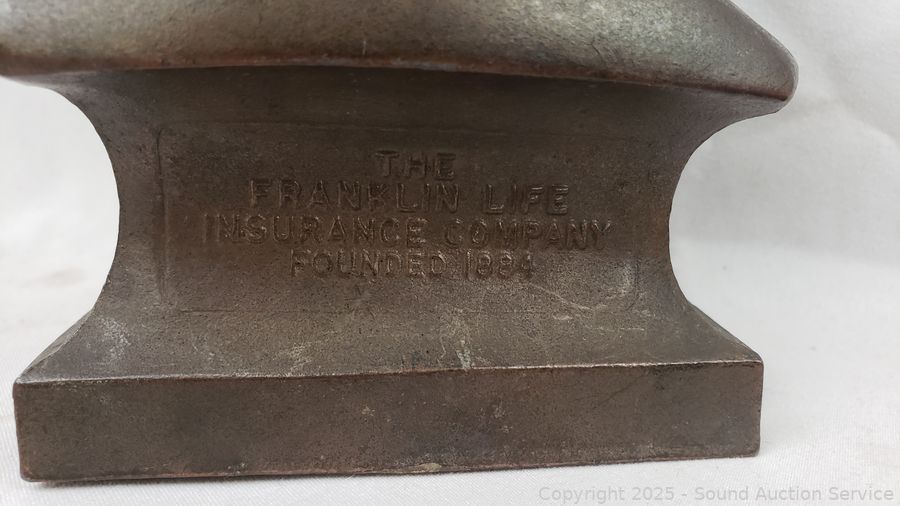 THE
FRANKLIN LIFE
INSURANCE COMPANY
FOUNDED 1884
Copyright 2025 - Sound Auction Service